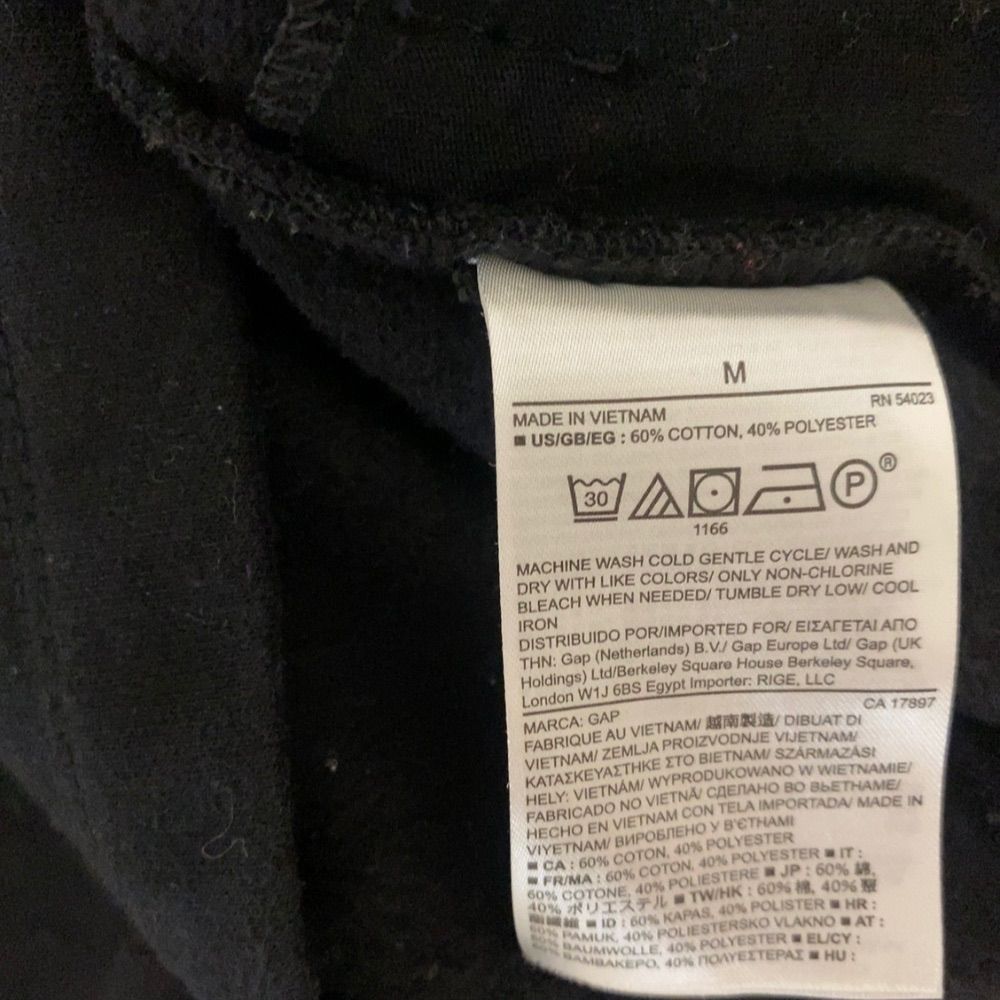 M
RN 54023
MADE IN VIETNAM
■ US/GB/EG : 60% COTTON, 40% POLYESTER
30 P ®
1166
MACHINE WASH COLD GENTLE CYCLE/ WASH AND
DRY WITH LIKE COLORS/ ONLY NON-CHLORINE
BLEACH WHEN NEEDED/ TUMBLE DRY LOW/ COOL
IRON
DISTRIBUIDO POR/IMPORTED FOR/ ΕΙΣΑΓΕΤΑΙ ΑΠΟ
ΤΗΝ: Gap (Netherlands) B.V./ Gap Europe Ltd/ Gap (UK
Holdings) Ltd/Berkeley Square House Berkeley Square,
London W1J 6BS Egypt Importer: RIGE, LLC
CA 17897
MARCA: GAP
FABRIQUE AU VIETNAM/ 越南製造/ DIBUAT DI
VIETNAM/ ZEMLJA PROIZVODNJE VIJETNAM/
ΚΑΤΑΣΚΕΥΑΣΤΗΚΕ ΣΤΟ ΒΙΕΤΝΑΜ/ SZÁRMAZÁSI
HELY: VIETNÁM/ WYPRODUKOWANO W WIETNAMIE/
FABRICADO NO VIETNÃ/ СДЕЛАНО ВО ВЬЕТНАМЕ/
HECHO EN VIETNAM CON TELA IMPORTADA/ MADE IN
VIYETNAM/ ВИРОБЛЕНО У В'ЄТНАМІ
■ CA : 60% COTON, 40% POLYESTER
■ FR/MA : 60% COTON, 40% POLYESTER ■ IT :
60% COTONE, 40% POLIESTERE ■ JP : 60% 綿,
40% ポリエステル ■ TW/HK : 60% 棉, 40% 聚
■ ID : 60% KAPAS, 40% POLISTER ■ HR :
60% PAMUK, 40% POLIESTERSKO VLAKNO ■ AT :
60% BAUMWOLLE, 40% POLYESTER ■ EL/CY :
60% ΒΑΜΒΑΚΕΡΟ, 40% ΠΟΛΥΕΣΤΕΡΑΣ ■ HU :